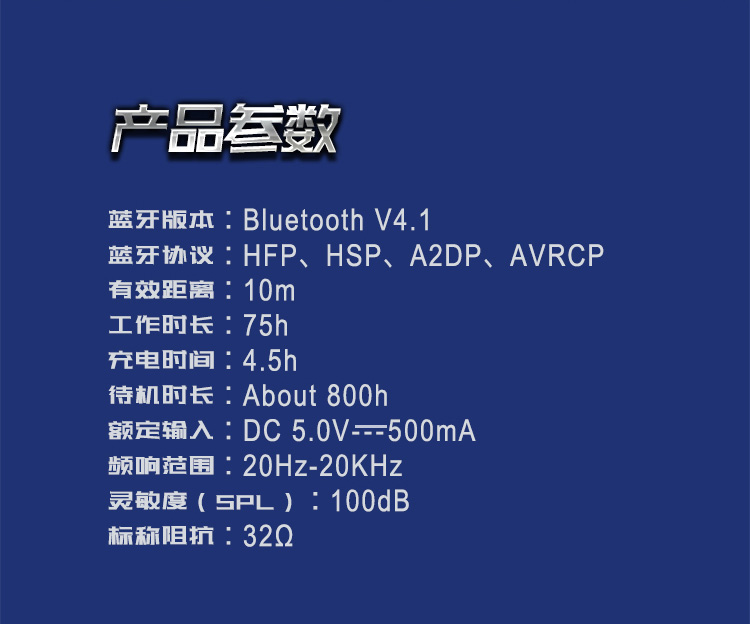 产品参数
蓝牙版本：Bluetooth V4.1
蓝牙协议：HFP、HSP、A2DP、AVRCP
有效距离：10m
工作时长：75h
充电时间：4.5h
待机时长：About 800h
额定输入：DC 5.0V⎓500mA
频响范围：20Hz-20KHz
灵敏度（SPL）：100dB
标称阻抗：32Ω